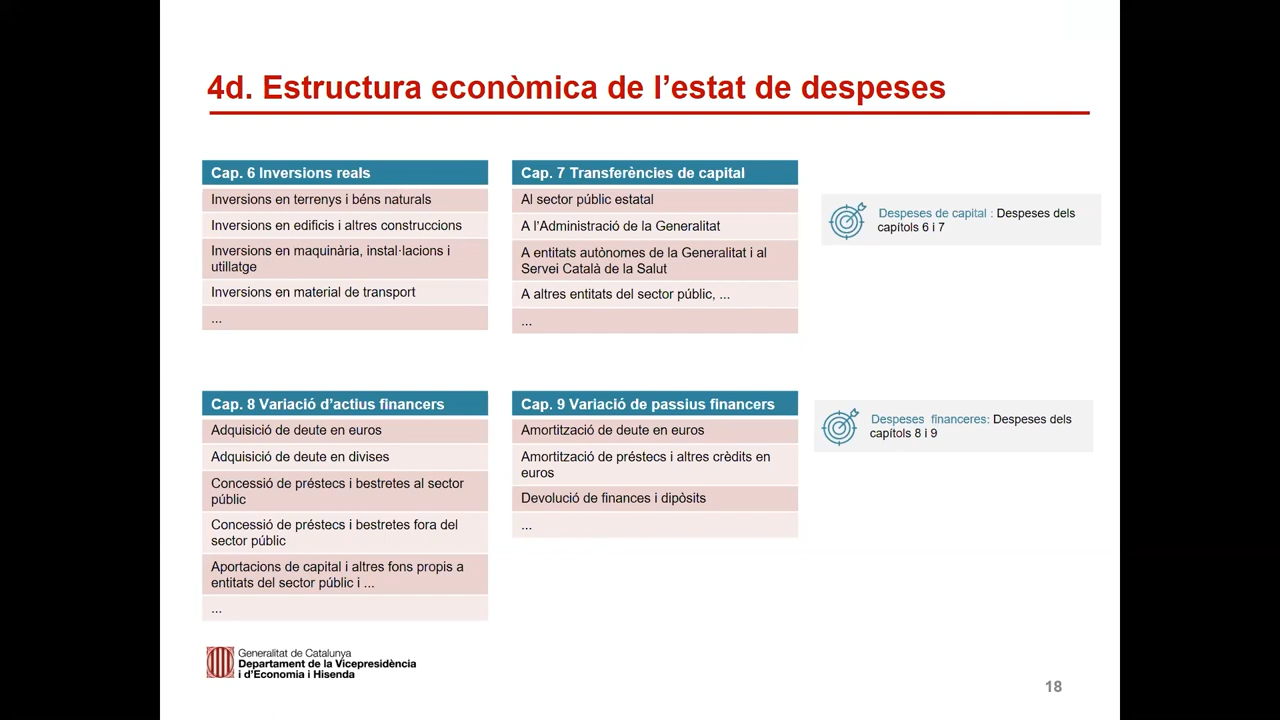 4d. Estructura econòmica de l’estat de despeses
Cap. 6 Inversions reals
Inversions en terrenys i béns naturals
Inversions en edificis i altres construccions
Inversions en maquinària, instal·lacions i
utillatge
Inversions en material de transport
...
Cap. 7 Transferències de capital
Al sector públic estatal
A l’Administració de la Generalitat
A entitats autònomes de la Generalitat i al
Servei Català de la Salut
A altres entitats del sector públic, ...
...
Despeses de capital : Despeses dels
capítols 6 i 7
Cap. 8 Variació d’actius financers
Adquisició de deute en euros
Adquisició de deute en divises
Concessió de préstecs i bestretes al sector
públic
Concessió de préstecs i bestretes fora del
sector públic
Aportacions de capital i altres fons propis a
entitats del sector públic i ...
...
Cap. 9 Variació de passius financers
Amortització de deute en euros
Amortització de préstecs i altres crèdits en
euros
Devolució de finances i dipòsits
...
Despeses financeres: Despeses dels
capítols 8 i 9
Generalitat de Catalunya
Departament de la Vicepresidència
i d’Economia i Hisenda
18